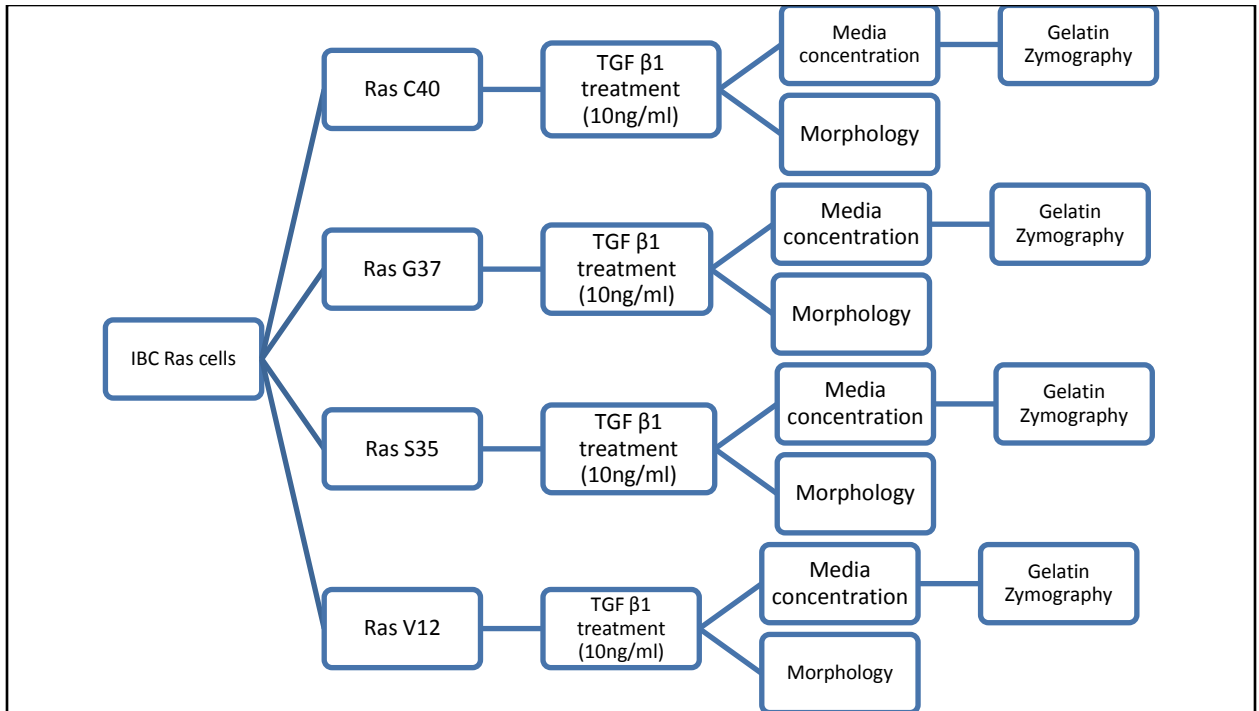 Ras C40
TGF β1
treatment
(10ng/ml)
Media
concentration
Gelatin
Zymography
Morphology
Ras G37
TGF β1
treatment
(10ng/ml)
Media
concentration
Gelatin
Zymography
Morphology
IBC Ras cells
Ras S35
TGF β1
treatment
(10ng/ml)
Media
concentration
Gelatin
Zymography
Morphology
Ras V12
TGF β1
treatment
(10ng/ml)
Media
concentration
Gelatin
Zymography
Morphology